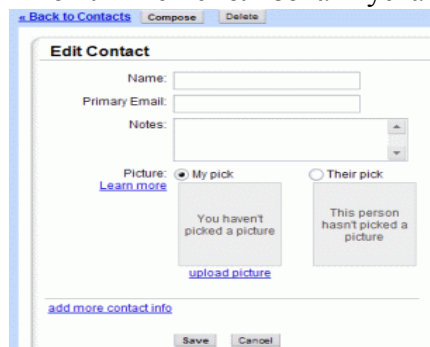 « Back to Contacts Compose Delete
Edit Contact
Name:
Primary Email:
Notes:
Picture: My pick Their pick
Learn more
You haven't picked a picture
This person hasn't picked a picture
upload picture
add more contact info
Save Cancel